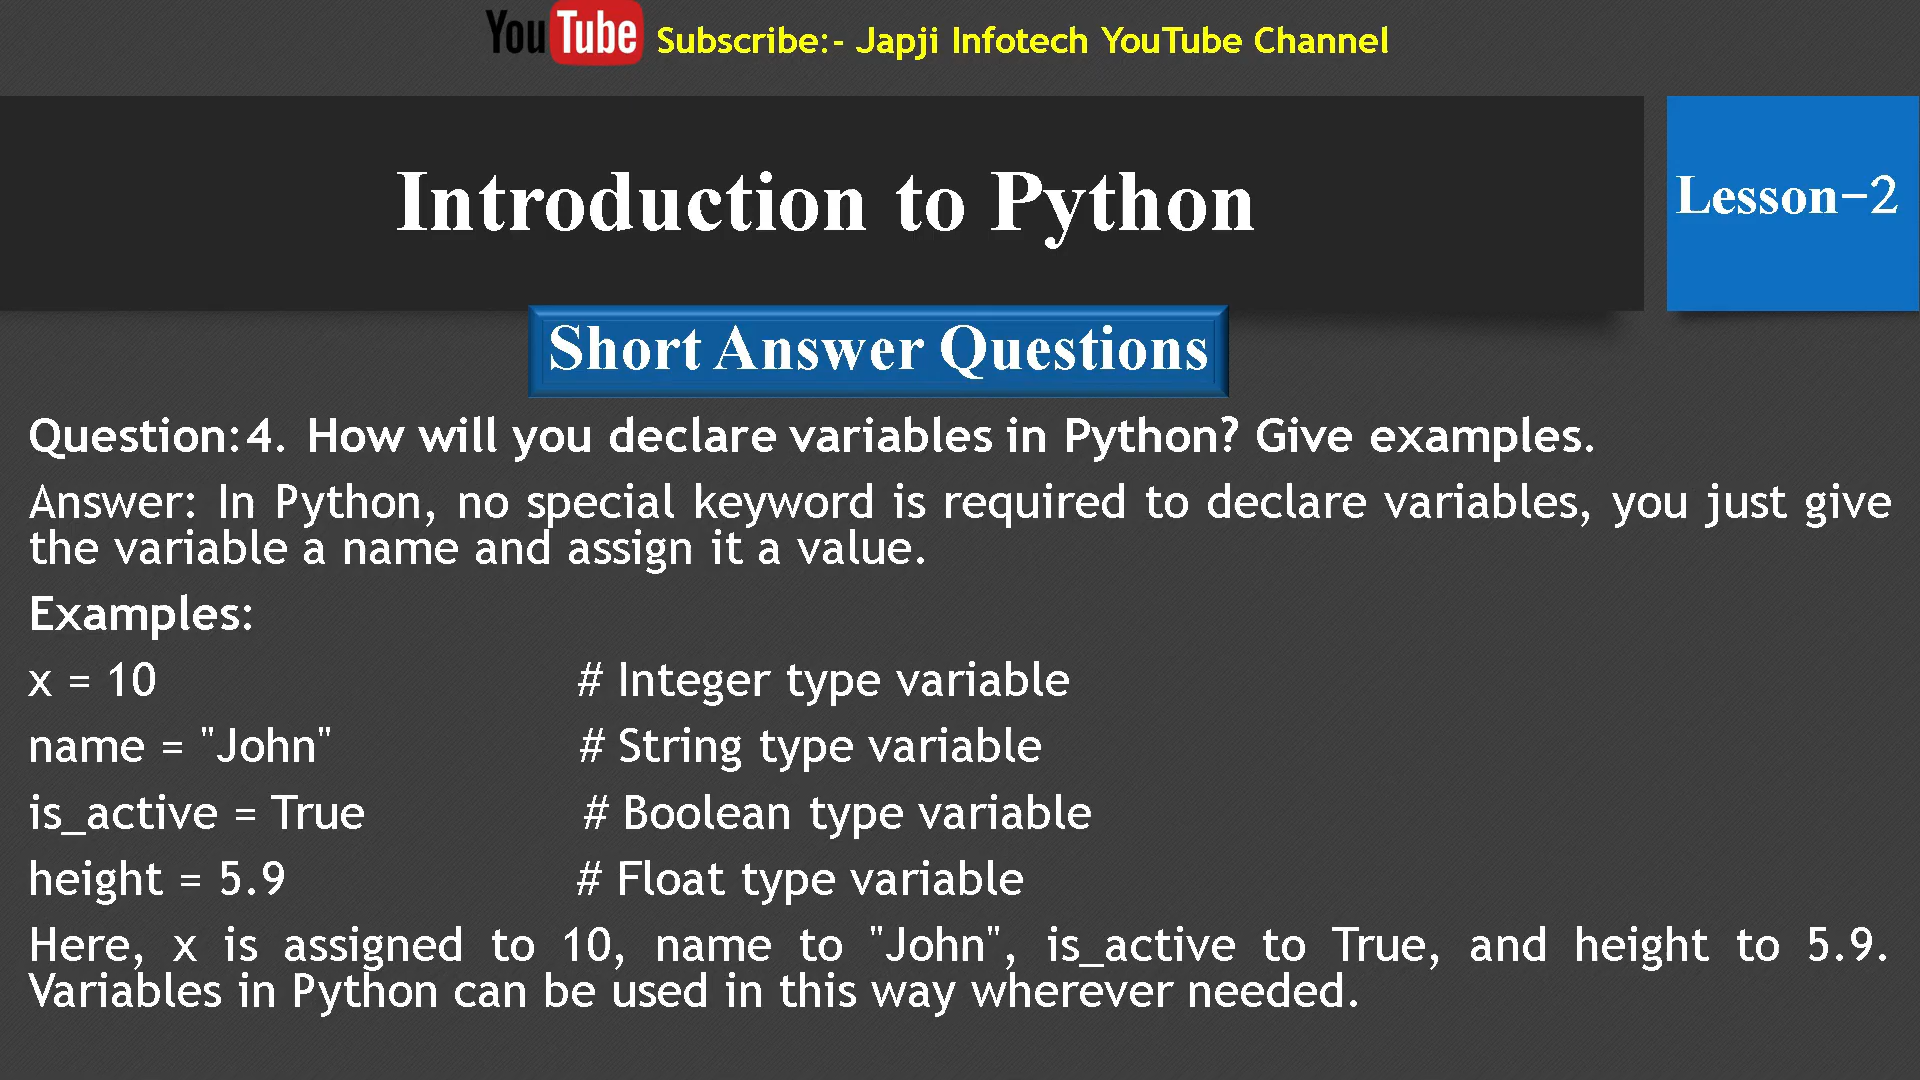 YouTube Subscribe:- Japji Infotech YouTube Channel
Introduction to Python
Lesson-2
Short Answer Questions
Question:4. How will you declare variables in Python? Give examples.
Answer: In Python, no special keyword is required to declare variables, you just give
the variable a name and assign it a value.
Examples:
x = 10 # Integer type variable
name = "John" # String type variable
is_active = True # Boolean type variable
height = 5.9 # Float type variable
Here, x is assigned to 10, name to "John", is_active to True, and height to 5.9.
Variables in Python can be used in this way wherever needed.